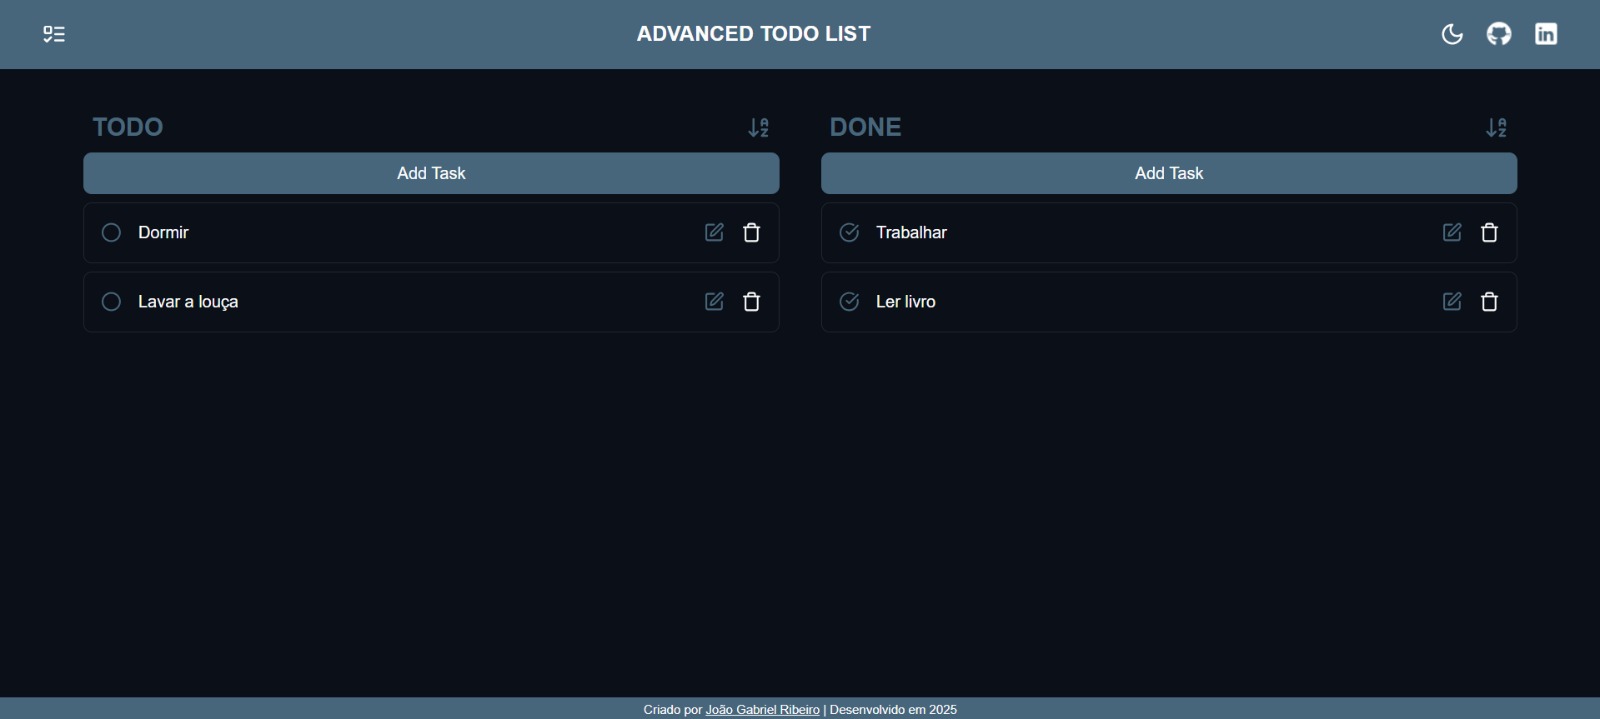 ADVANCED TODO LIST
TODO
Add Task
Dormir
Lavar a louça
DONE
Add Task
Trabalhar
Ler livro
Criado por João Gabriel Ribeiro | Desenvolvido em 2025